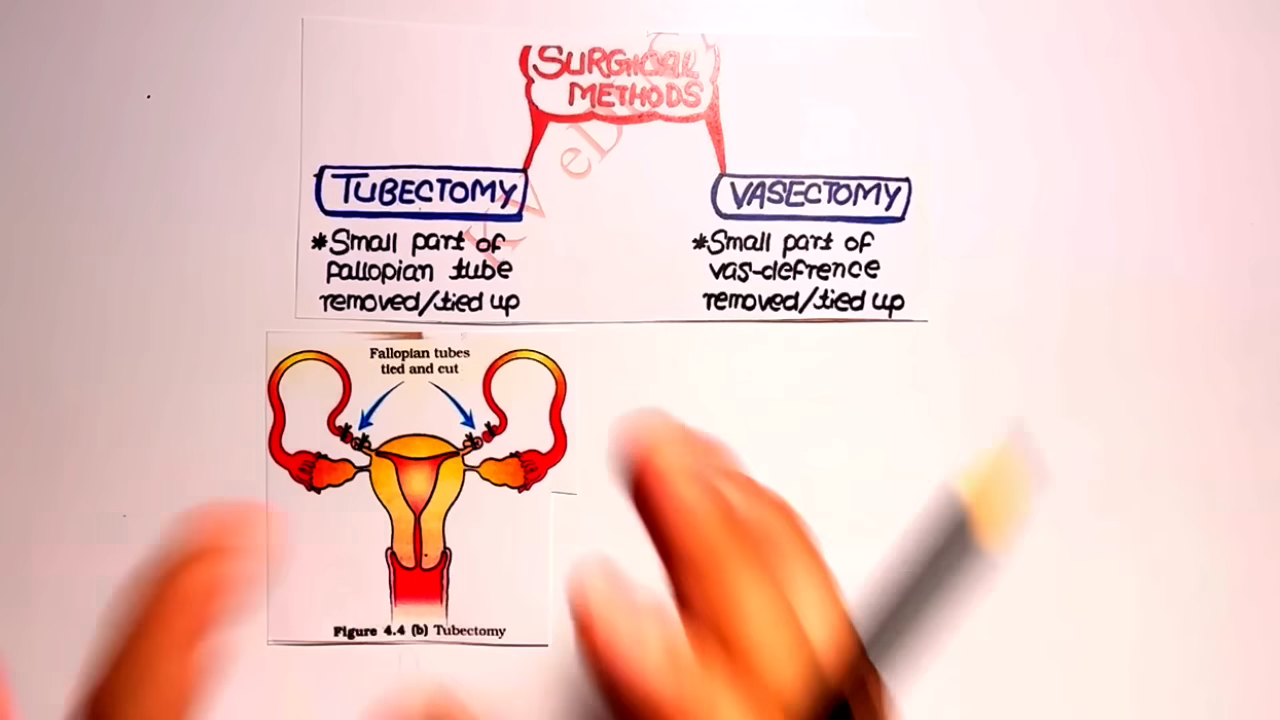 SURGICAL
METHODS
TUBECTOMY
*Small part of
fallopian tube
removed/tied up
VASECTOMY
*Small part of
vas-defrence
removed/tied up
Fallopian tubes
tied and cut
Figure 4.4 (b) Tubectomy